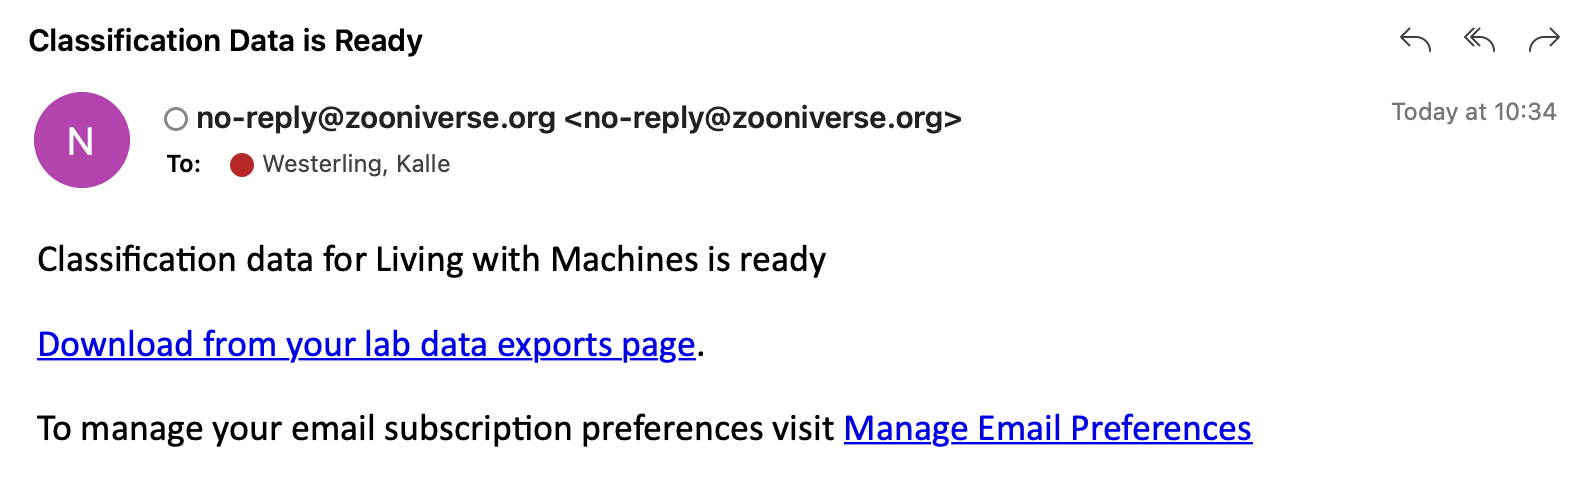 Classification Data is Ready
N
no-reply@zooniverse.org <no-reply@zooniverse.org>
Today at 10:34
To: Westerling, Kalle
Classification data for Living with Machines is ready
Download from your lab data exports page.
To manage your email subscription preferences visit Manage Email Preferences